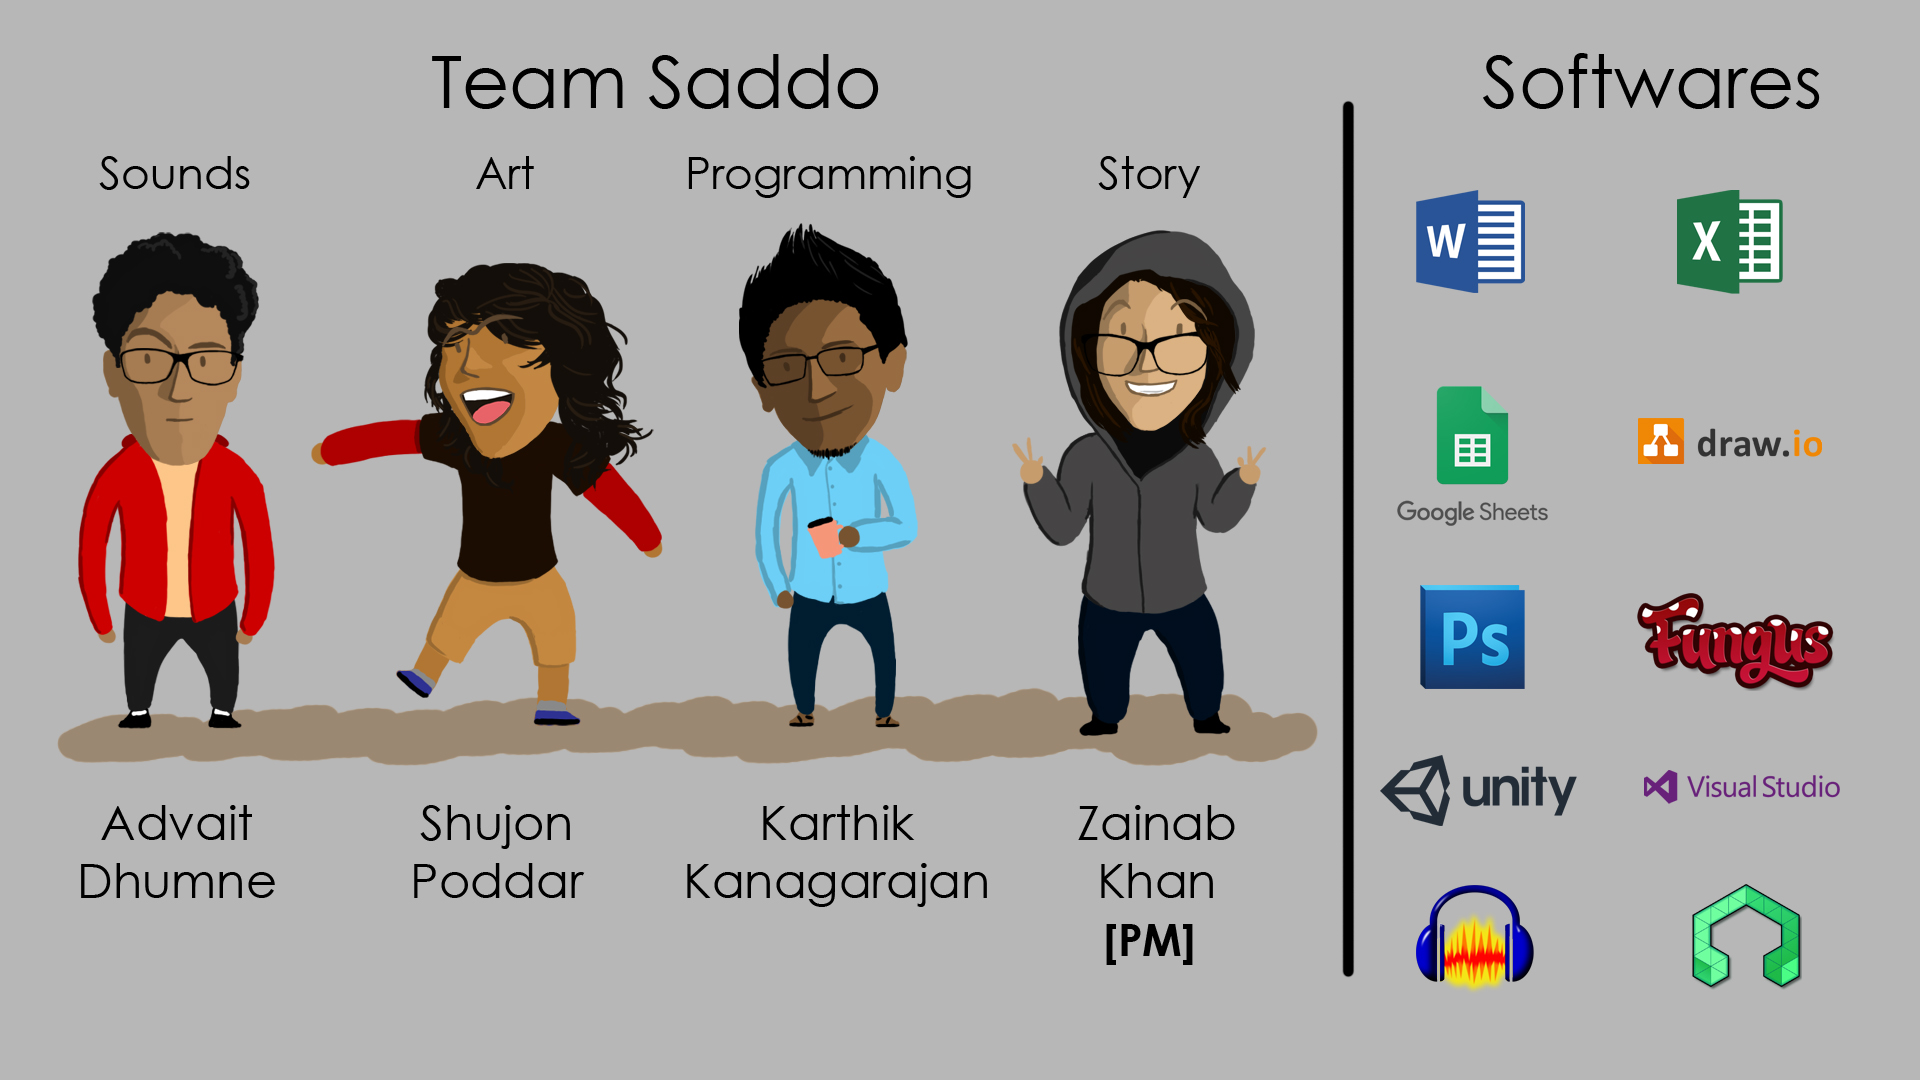 Team Saddo
Softwares
Sounds
Art
Programming
Story
Advait
Dhumne
Shujon
Poddar
Karthik
Kanagarajan
Zainab
Khan
[PM]
W
X
Google Sheets
draw.io
Ps
Fungus
unity
Visual Studio